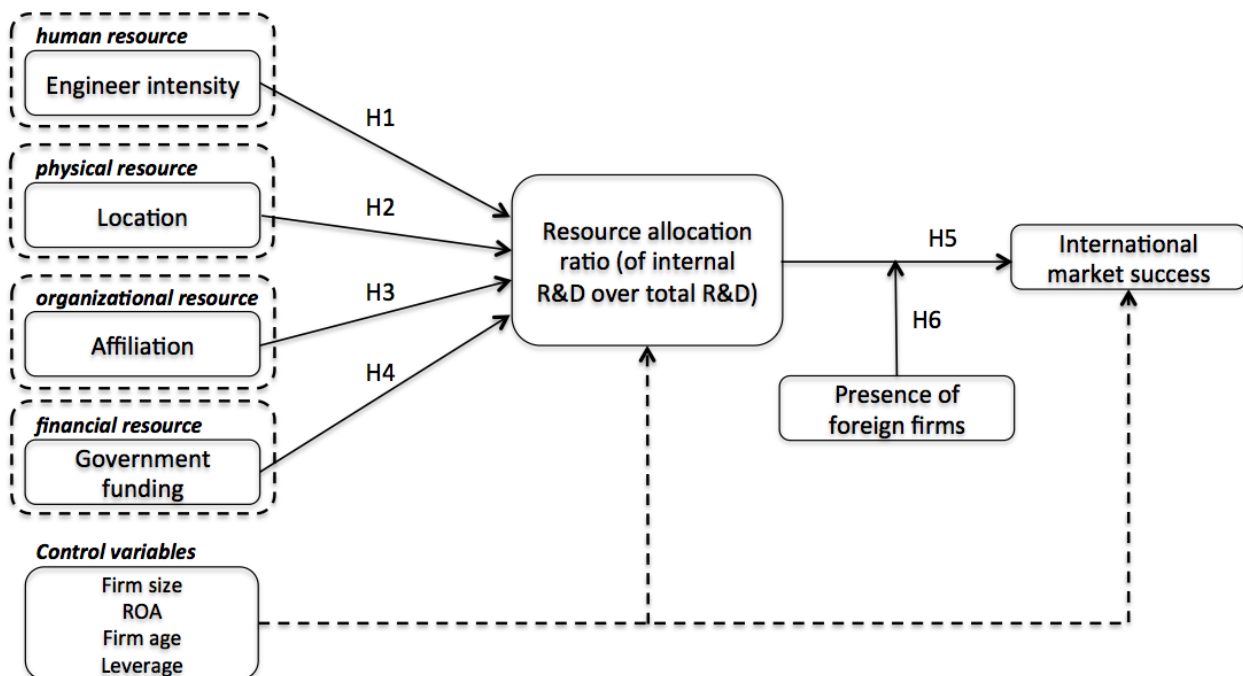 human resource
Engineer intensity
H1
physical resource
Location
H2
organizational resource
Affiliation
H3
financial resource
Government
funding
H4
Resource allocation
ratio (of internal
R&D over total R&D)
H5
International
market success
H6
Presence of
foreign firms
Control variables
Firm size
ROA
Firm age
Leverage